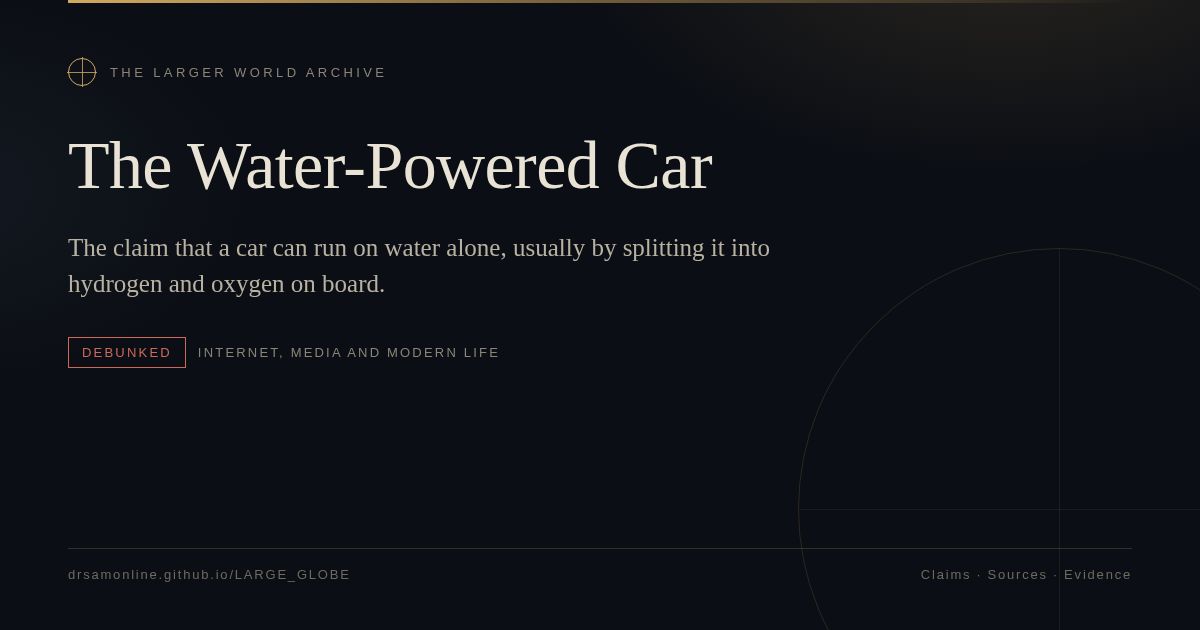 THE LARGER WORLD ARCHIVE
The Water-Powered Car
The claim that a car can run on water alone, usually by splitting it into
hydrogen and oxygen on board.
DEBUNKED INTERNET, MEDIA AND MODERN LIFE
drsamonline.github.io/LARGE_GLOBE
Claims · Sources · Evidence